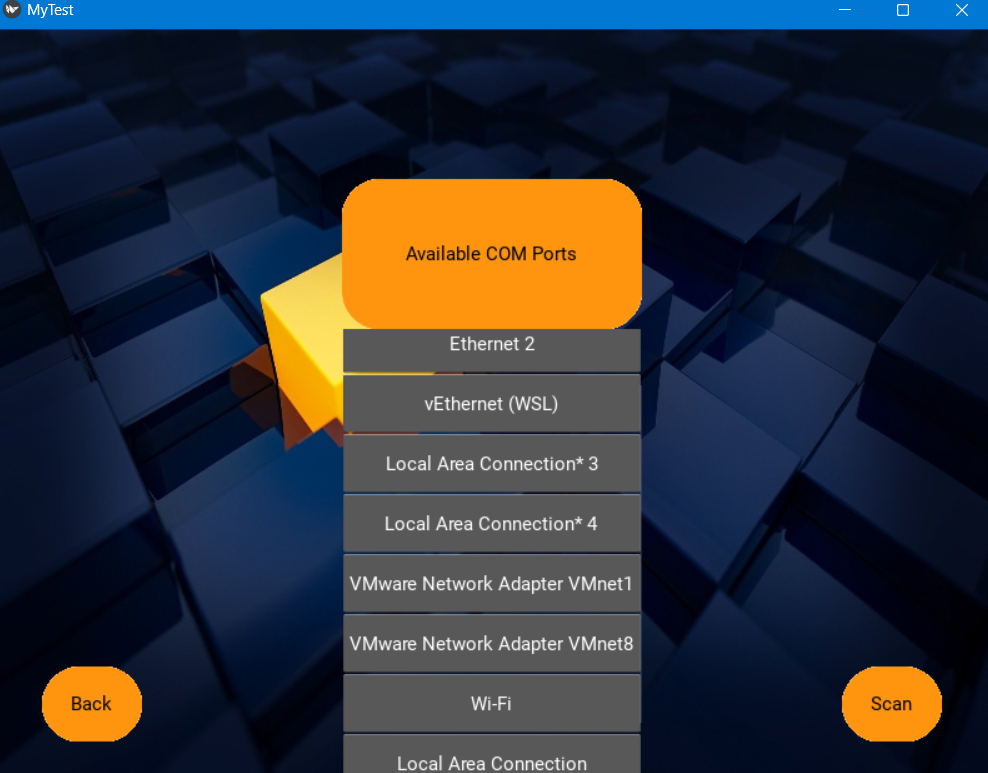 MyTest
Available COM Ports
Ethernet 2
vEthernet (WSL)
Local Area Connection* 3
Local Area Connection* 4
VMware Network Adapter VMnet1
VMware Network Adapter VMnet8
Wi-Fi
Back
Scan
Local Area Connection